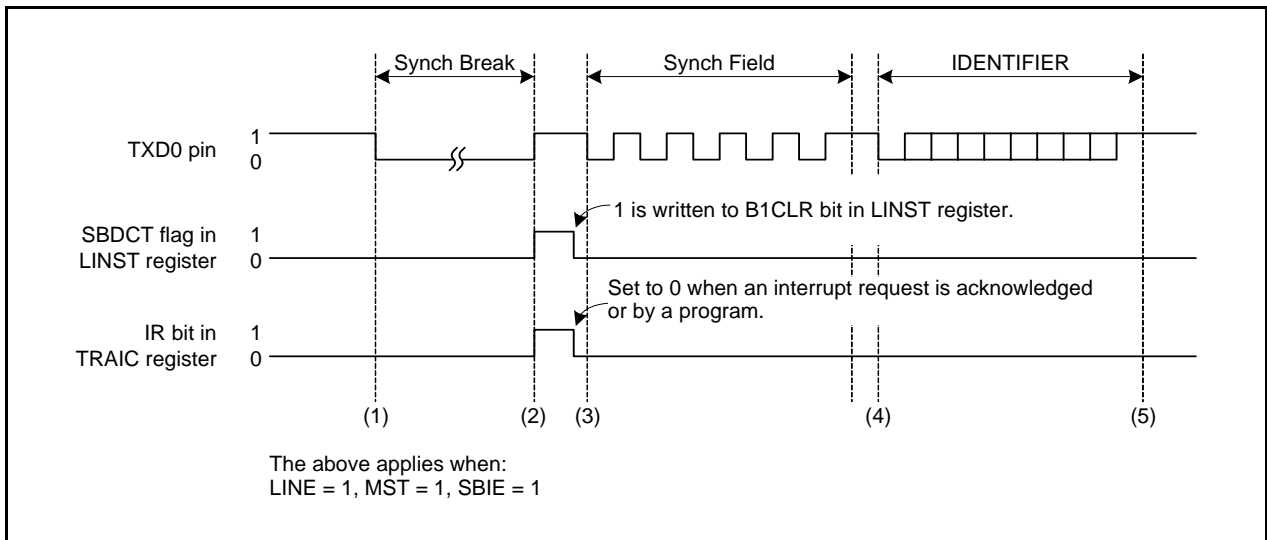 Synch Break Synch Field IDENTIFIER
TXD0 pin 1
0
1 is written to B1CLR bit in LINST register.
SBDCT flag in 1
LINST register 0
Set to 0 when an interrupt request is acknowledged
or by a program.
IR bit in 1
TRAIC register 0
(1) (2) (3) (4) (5)
The above applies when:
LINE = 1, MST = 1, SBIE = 1